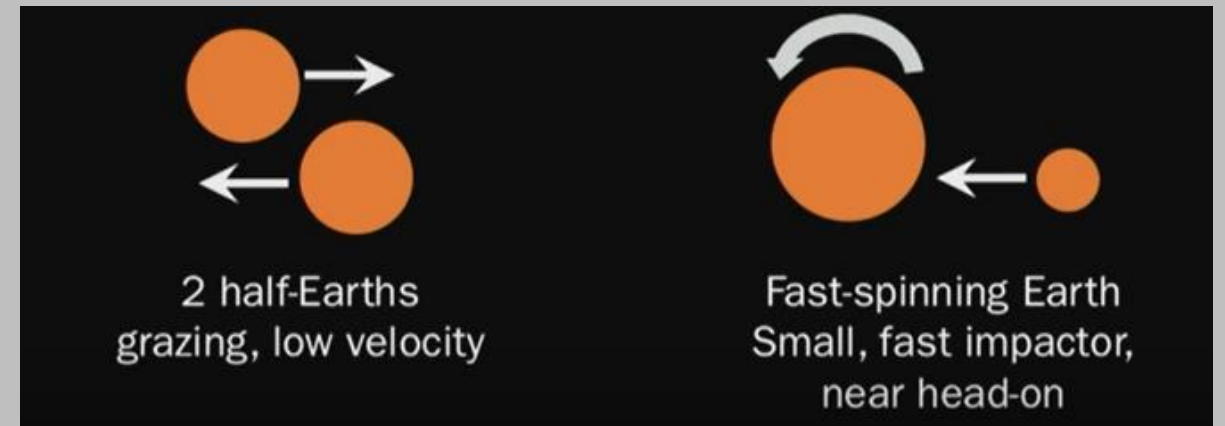 2 half-Earths
grazing, low velocity
Fast-spinning Earth
Small, fast impactor,
near head-on